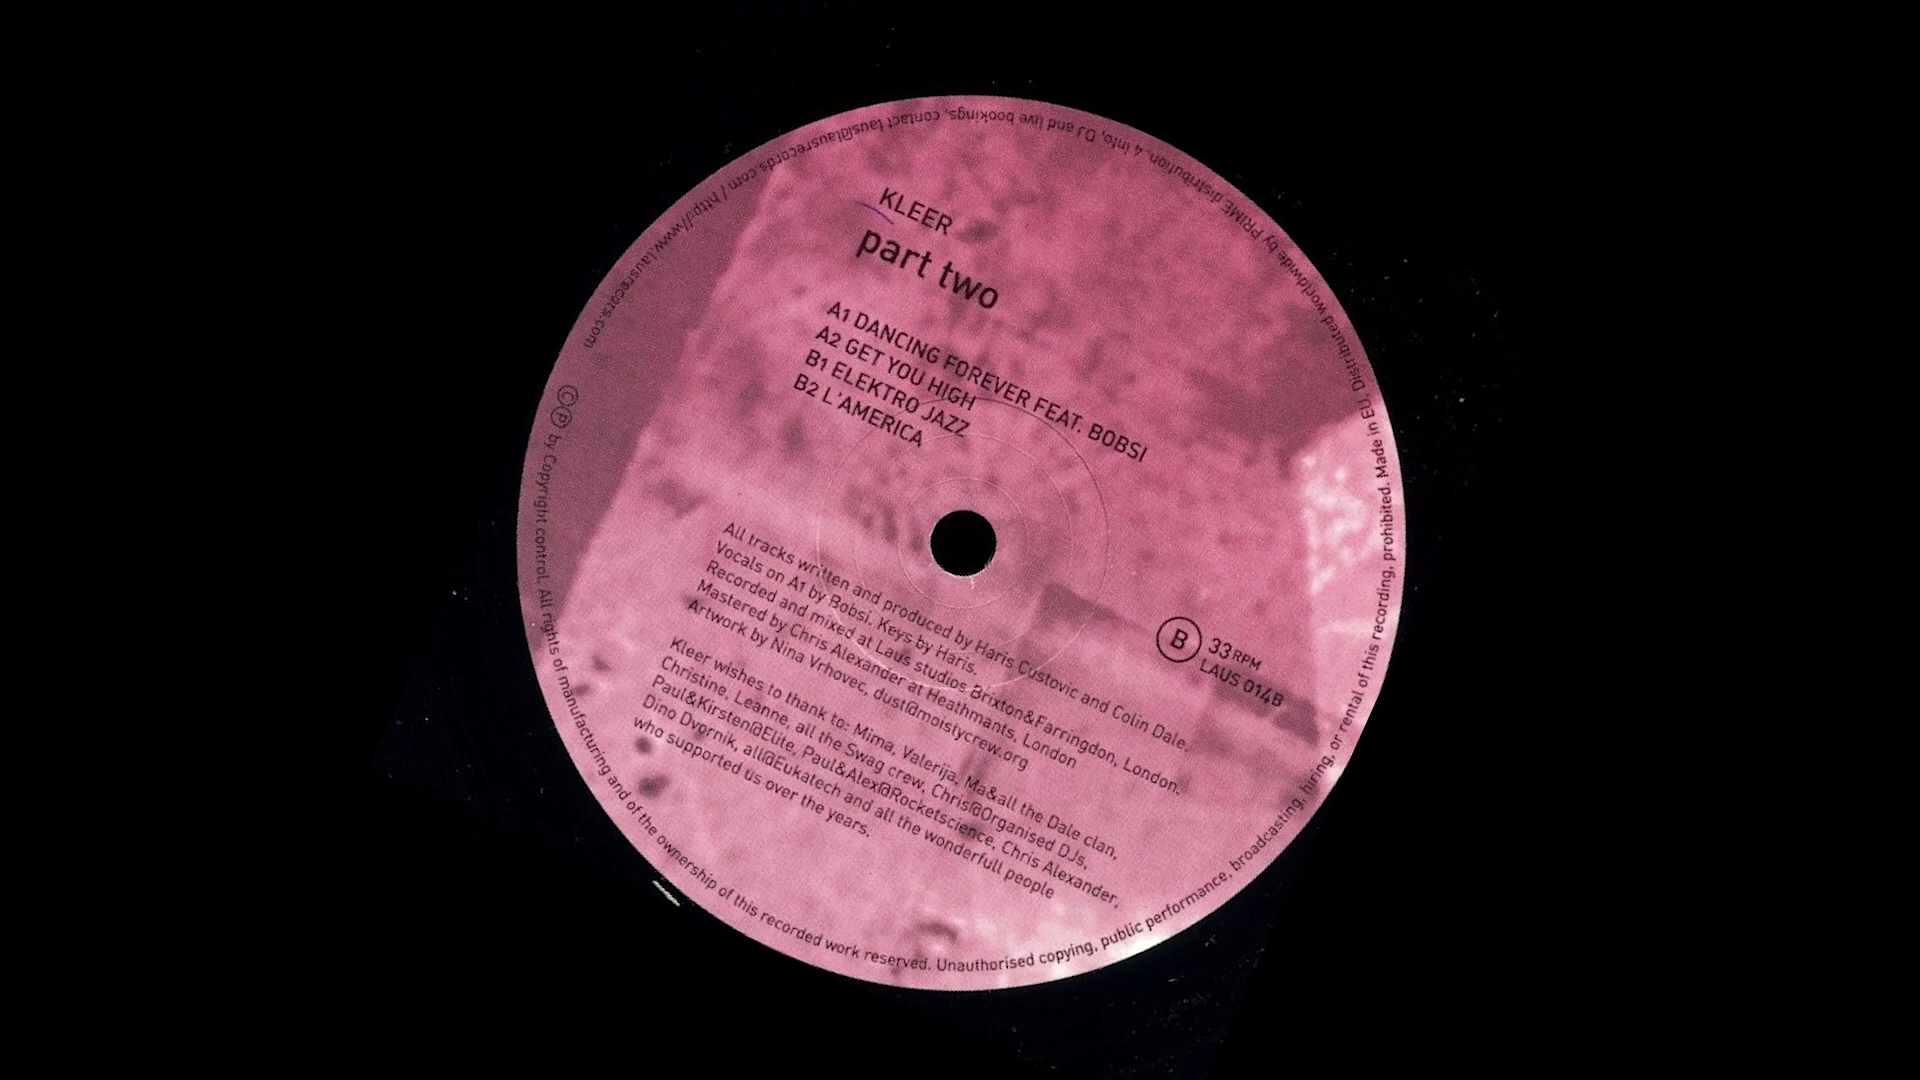 KLEER
part two
A1 DANCING FOREVER FEAT. BOBSI
A2 GET YOU HIGH
B1 ELEKTRO JAZZ
B2 L'AMERICA
All tracks written and produced by Haris Custovic and Colin Dale.
Vocals on A1 by Bobsi. Keys by Haris.
Recorded and mixed at Laus studios Brixton&Farringdon, London.
Mastered by Chris Alexander at Heathmants, London
Artwork by Nina Vrhovec, dust@moistycrew.org
Kleer wishes to thank to: Mima, Valerija, Ma&all the Dale clan,
Christine, Leanne, all the Swag crew, Chris@Organised DJs,
Paul&Kirsten@Elite, Paul&Alex@Rocketscience, Chris Alexander,
Dino Dvornik, all@Eukatech and all the wonderfull people
who supported us over the years.
B 33 RPM
LAUS 014B
©℗ by Copyright control. All rights of manufacturing and of the ownership of this recorded work reserved. Unauthorised copying, public performance, broadcasting, hiring, or rental of this recording, prohibited. Made in EU. Distributed worldwide by PRIME distribution, 4 info, DJ and live bookings, contact laus@lausrecords.com / http://www.lausrecors.com